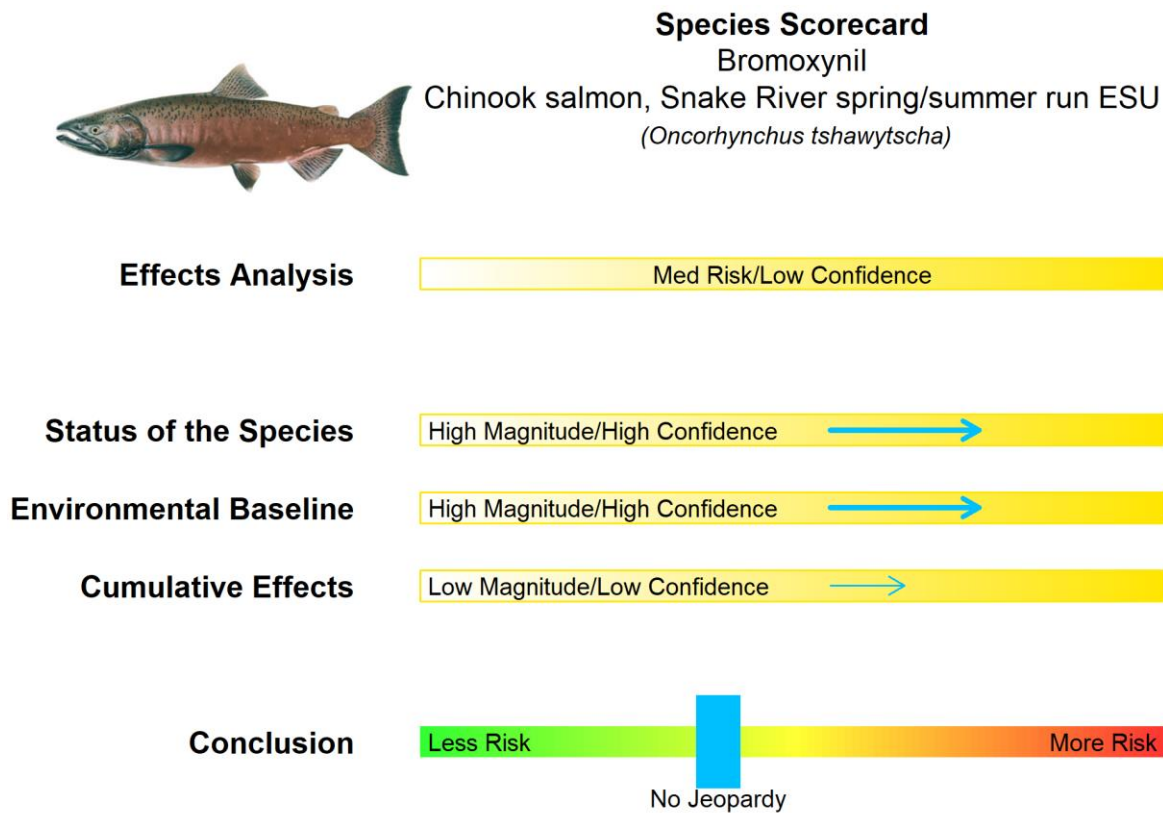 Species Scorecard
Bromoxynil
Chinook salmon, Snake River spring/summer run ESU
(Oncorhynchus tshawytscha)
Effects Analysis
Med Risk/Low Confidence
Status of the Species
High Magnitude/High Confidence
Environmental Baseline
High Magnitude/High Confidence
Cumulative Effects
Low Magnitude/Low Confidence
Conclusion
Less Risk
More Risk
No Jeopardy